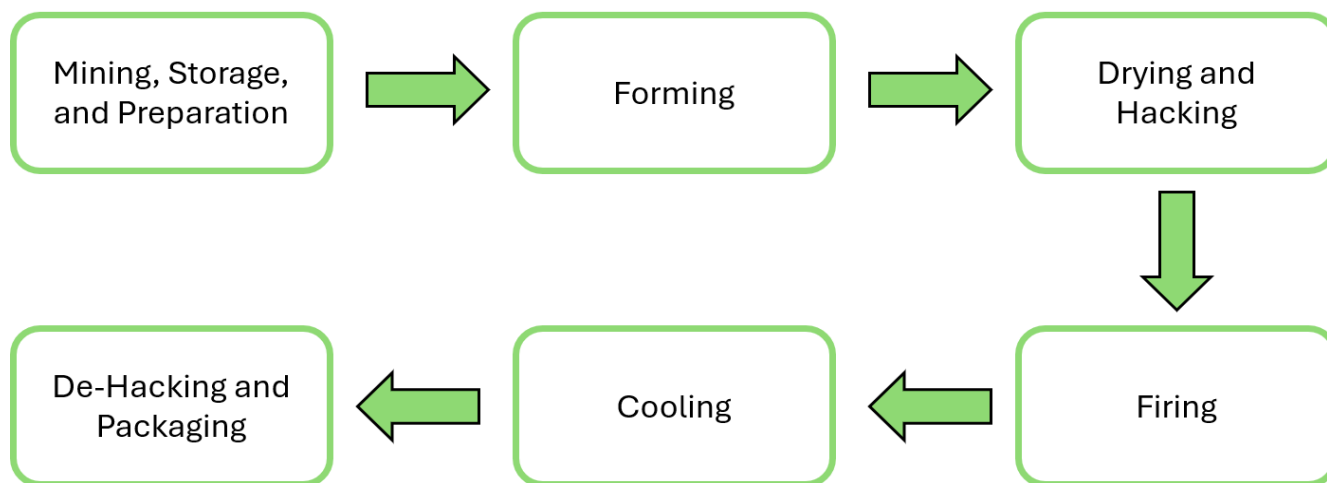 Mining, Storage,
and Preparation
Forming
Drying and
Hacking
Firing
Cooling
De-Hacking and
Packaging